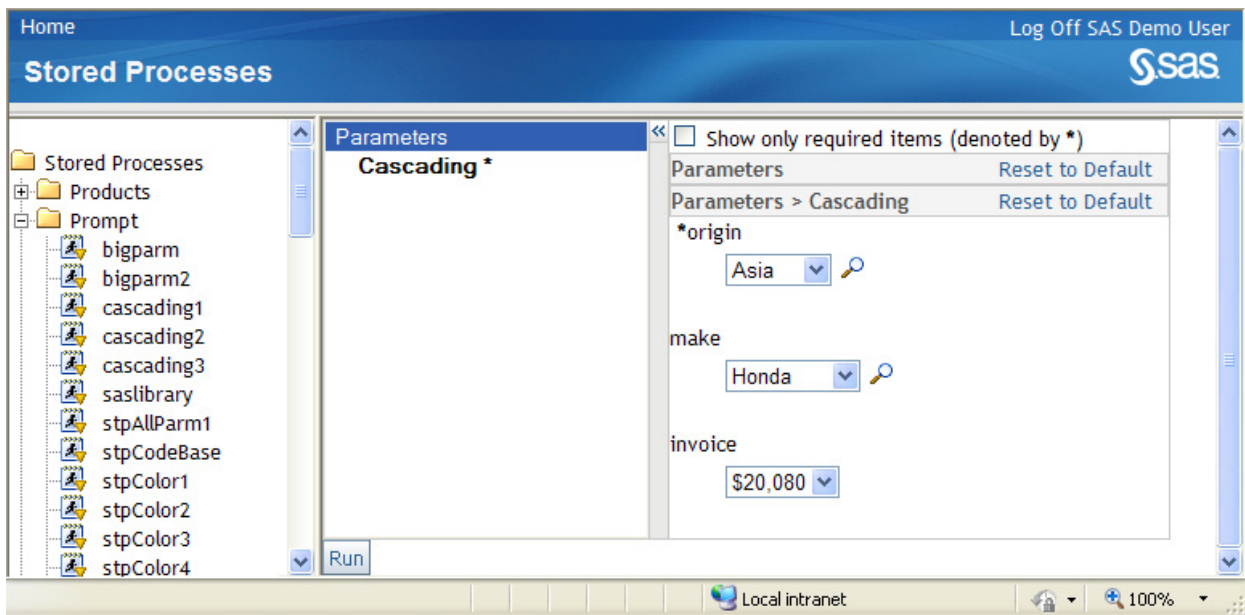 Home
Log Off SAS Demo User
Stored Processes
sas
Stored Processes
Products
Prompt
bigparm
bigparm2
cascading1
cascading2
cascading3
saslibrary
stpAllParm1
stpCodeBase
stpColor1
stpColor2
stpColor3
stpColor4
Parameters
Cascading *
Run
« Show only required items (denoted by *)
Parameters Reset to Default
Parameters > Cascading Reset to Default
*origin
Asia
make
Honda
invoice
$20,080
Local intranet
100%